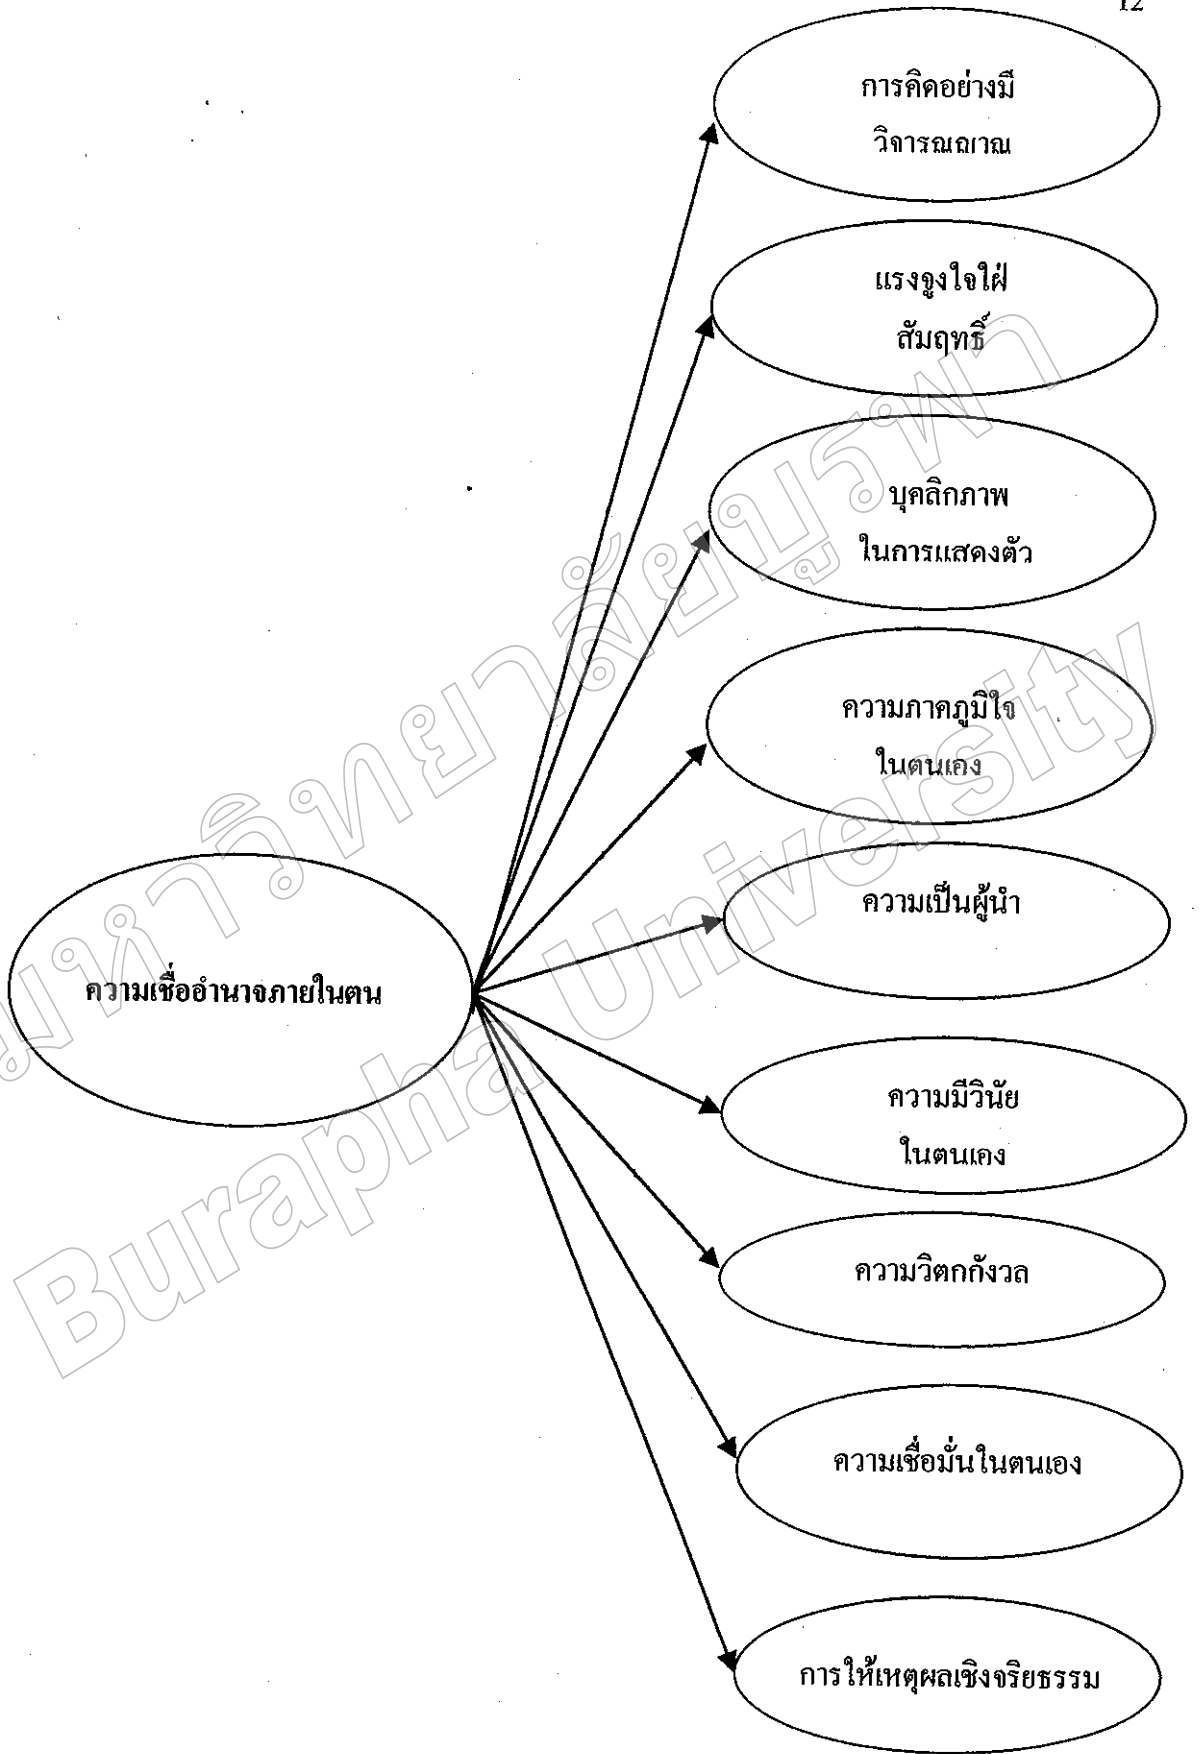 12
การคิดอย่างมี
วิจารณญาณ
แรงจูงใจใฝ่
สัมฤทธิ์
บุคลิกภาพ
ในการแสดงตัว
ความภาคภูมิใจ
ในตนเอง
ความเป็นผู้นำ
ความเชื่ออำนาจภายในตน
ความมีวินัย
ในตนเอง
ความวิตกกังวล
ความเชื่อมั่นในตนเอง
การให้เหตุผลเชิงจริยธรรม
มหาวิทยาลัยบูรพา
Burapha University